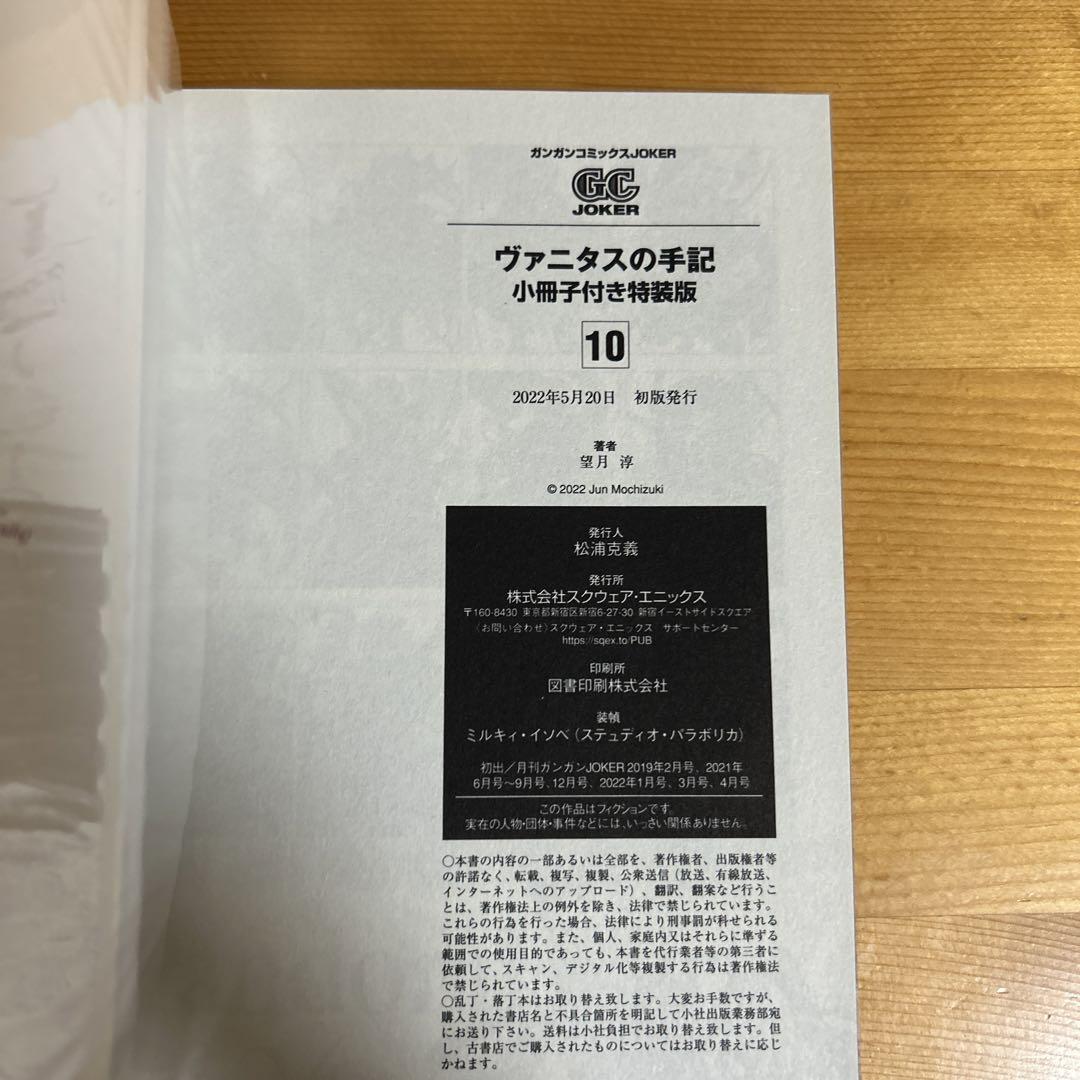 ガンガンコミックスJOKER
GC
JOKER
ヴァニタスの手記
小冊子付き特装版
10
2022年5月20日　初版発行
著者
望月 淳
© 2022 Jun Mochizuki
発行人
松浦克義
発行所
株式会社スクウェア・エニックス
〒160-8430 東京都新宿区新宿6-27-30 新宿イーストサイドスクエア
〈お問い合わせ〉スクウェア・エニックス　サポートセンター
https://sqex.to/PUB
印刷所
図書印刷株式会社
装幀
ミルキィ・イソベ（ステュディオ・パラボリカ）
初出／月刊ガンガンJOKER 2019年2月号、2021年
6月号〜9月号、12月号、2022年1月号、3月号、4月号
この作品はフィクションです。
実在の人物・団体・事件などには、いっさい関係ありません。
〇本書の内容の一部あるいは全部を、著作権者、出版権者等
の許諾なく、転載、複写、複製、公衆送信（放送、有線放送、
インターネットへのアップロード）、翻訳、翻案など行うこ
とは、著作権法上の例外を除き、法律で禁じられています。
これらの行為を行った場合、法律により刑事罰が科せられる
可能性があります。また、個人、家庭内又はそれらに準ずる
範囲での使用目的であっても、本書を代行業者等の第三者に
依頼して、スキャン、デジタル化等複製する行為は著作権法
で禁じられています。
〇乱丁・落丁本はお取り替え致します。大変お手数ですが、
購入された書店名と不具合箇所を明記して小社出版業務部宛
にお送り下さい。送料は小社負担でお取り替え致します。但
し、古書店でご購入されたものについてはお取り替えに応じ
かねます。